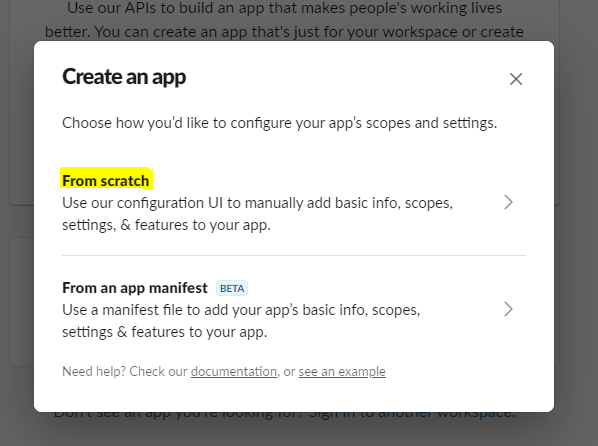 Use our APIs to build an app that makes people's working lives
better. You can create an app that's just for your workspace or create
Create an app
Choose how you'd like to configure your app's scopes and settings.
From scratch
Use our configuration UI to manually add basic info, scopes,
settings, & features to your app.
From an app manifest BETA
Use a manifest file to add your app's basic info, scopes,
settings & features to your app.
Need help? Check our documentation, or see an example
Don't see an app you're looking for? Sign in to another workspace.